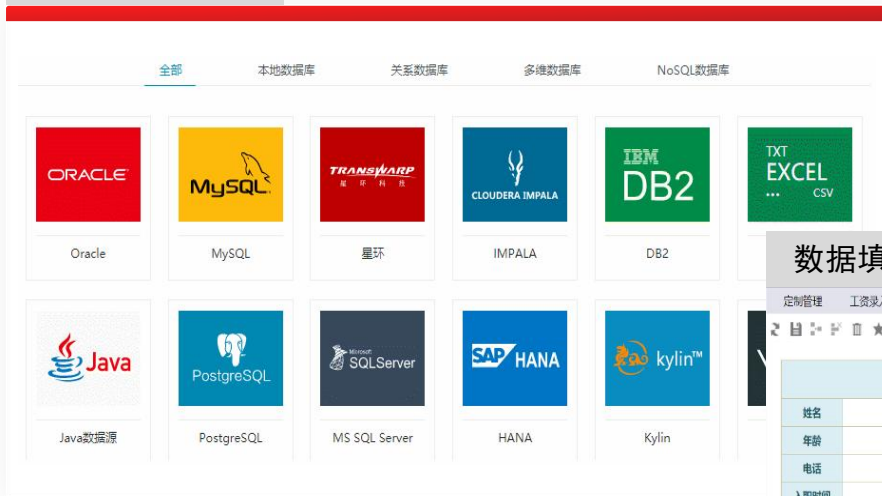 全部 本地数据库 关系数据库 多维数据库 NoSQL数据库
ORACLE
MySQL
TRANSWARP
星环科技
CLOUDERA IMPALA
IBM
DB2
TXT
EXCEL
... CSV
Oracle MySQL 星环 IMPALA DB2
数据填
定制管理 工资录入
Java
PostgreSQL
Microsoft
SQLServer
SAP HANA
kylin™
Java数据源 PostgreSQL MS SQL Server HANA Kylin
姓名
年龄
电话
入职时间